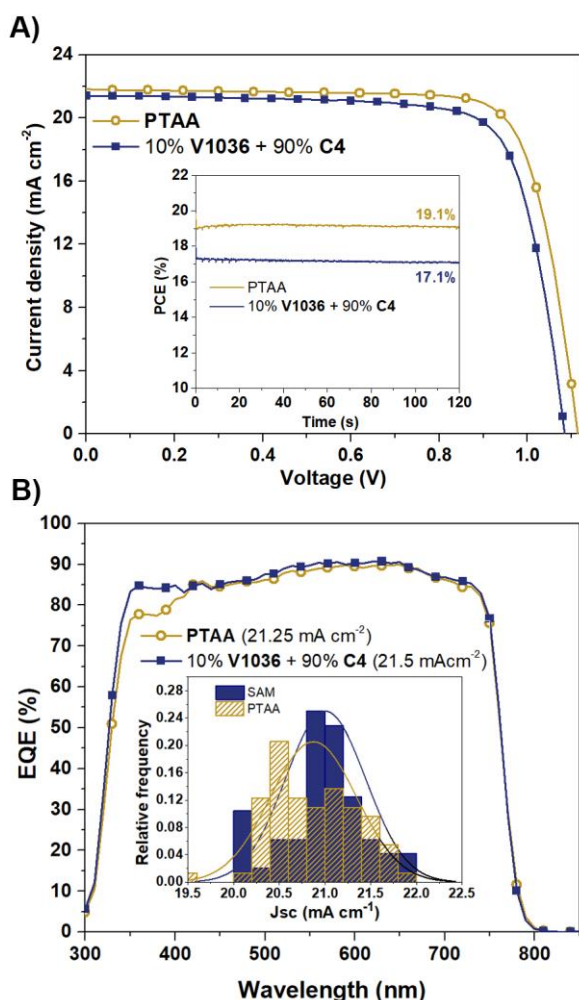 A)
24
20
16
12
8
4
0
Current density (mA cm-2)
PTAA
10% V1036 + 90% C4
22
20
18
16
14
12
10
PCE (%)
19.1%
17.1%
PTAA
10% V1036 + 90% C4
0 20 40 60 80 100 120
Time (s)
0.0 0.2 0.4 0.6 0.8 1.0
Voltage (V)
B)
100
90
80
70
60
50
40
30
20
10
0
EQE (%)
PTAA (21.25 mA cm-2)
10% V1036 + 90% C4 (21.5 mAcm-2)
0.28
0.24
0.20
0.16
0.12
0.08
0.04
0.00
Relative frequency
SAM
PTAA
19.5 20.0 20.5 21.0 21.5 22.0 22.5
Jsc (mA cm-1)
300 400 500 600 700 800
Wavelength (nm)